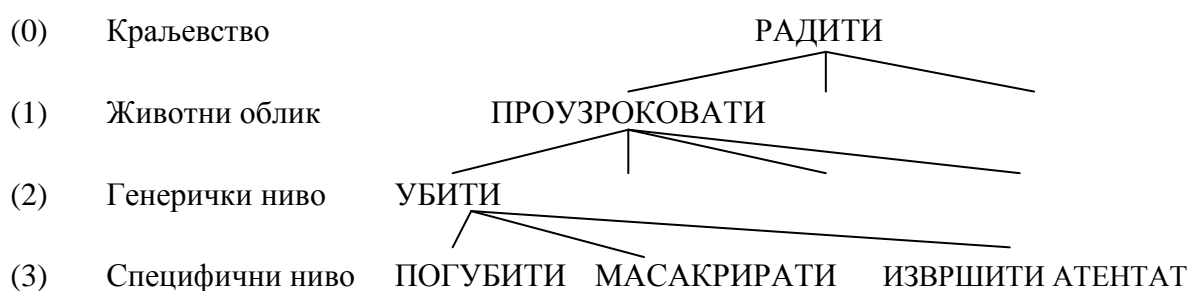 (0) Краљевство РАДИТИ
(1) Животни облик ПРОУЗРОКОВАТИ
(2) Генерички ниво УБИТИ
(3) Специфични ниво ПОГУБИТИ МАСАКРИРАТИ ИЗВРШИТИ АТЕНТАТ